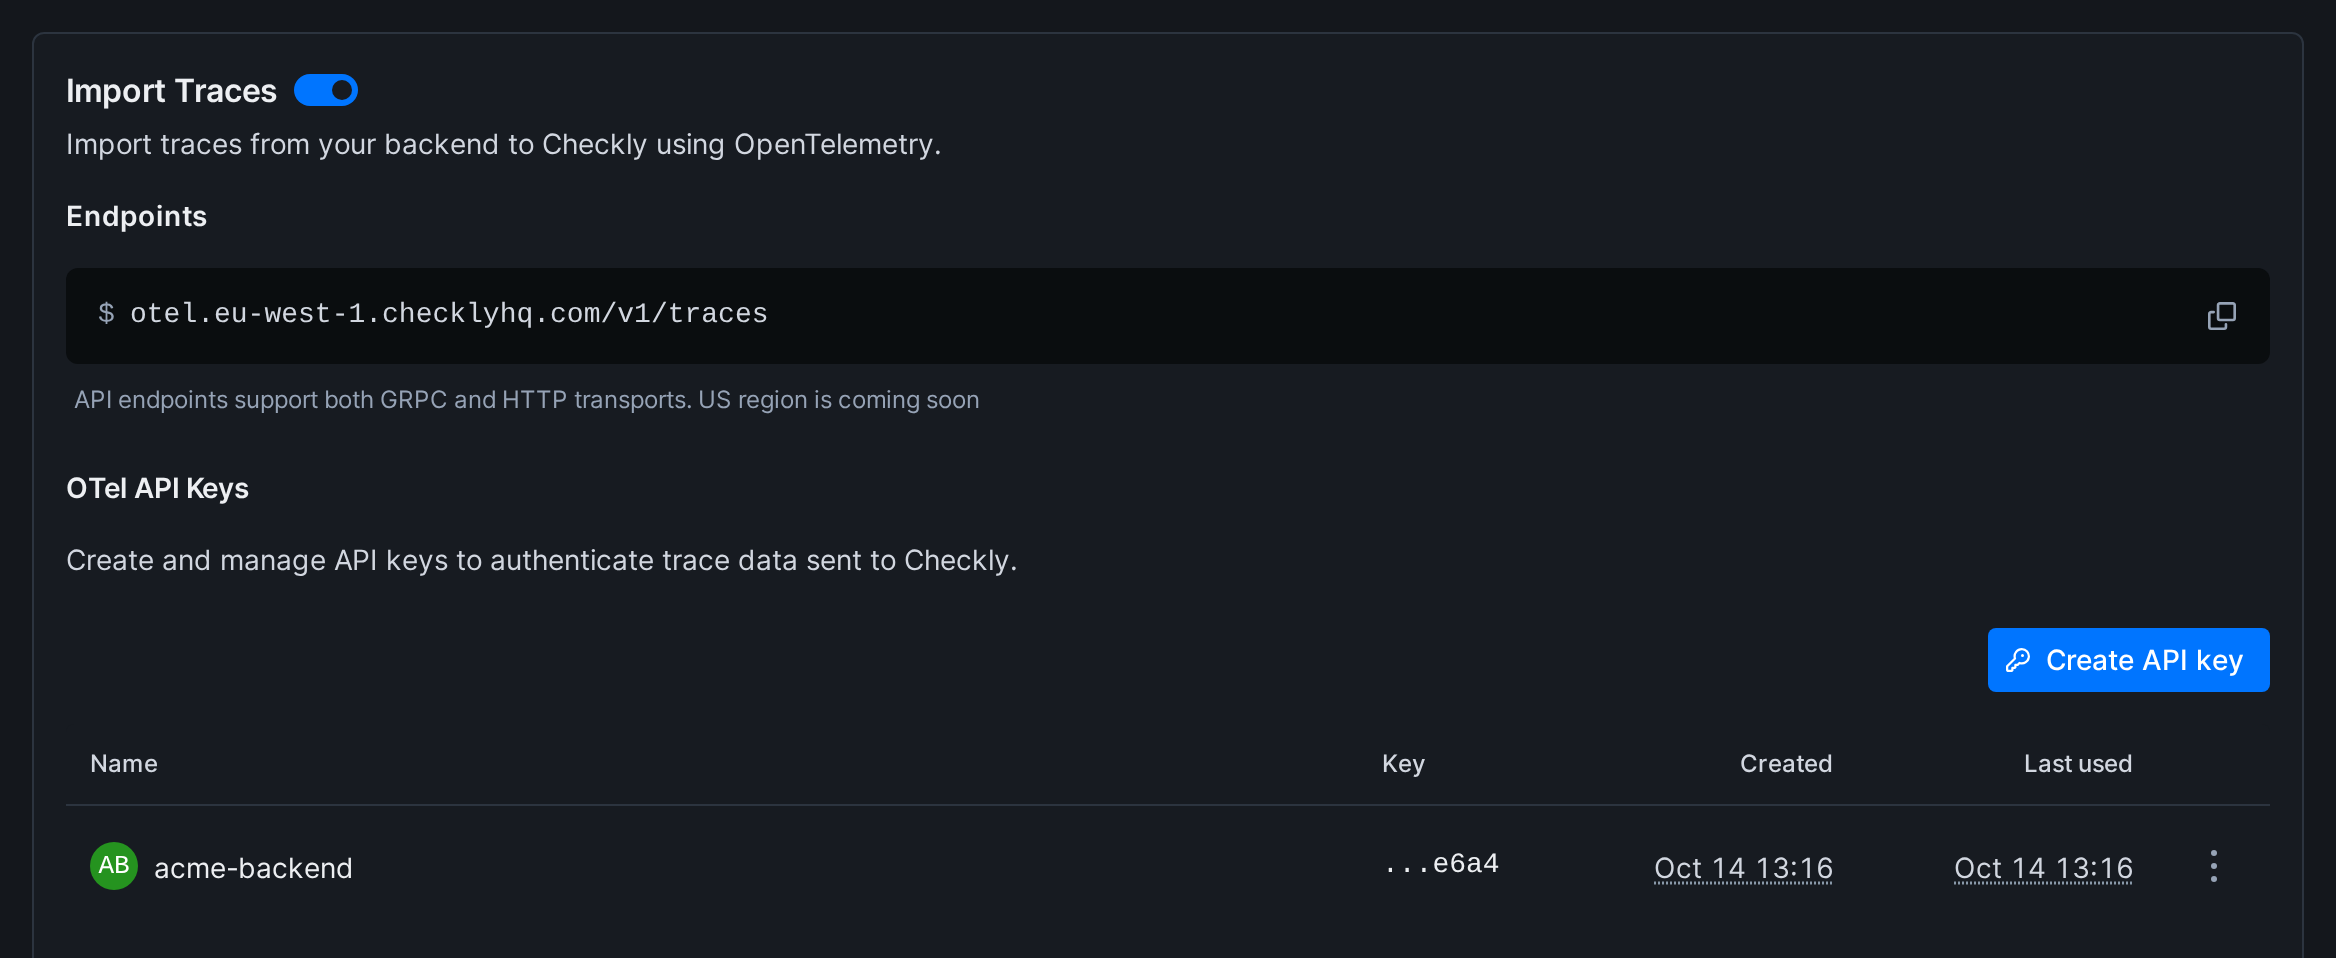 Import Traces
Import traces from your backend to Checkly using OpenTelemetry.
Endpoints
$ otel.eu-west-1.checklyhq.com/v1/traces
API endpoints support both GRPC and HTTP transports. US region is coming soon
OTel API Keys
Create and manage API keys to authenticate trace data sent to Checkly.
Create API key
Name Key Created Last used
AB acme-backend ...e6a4 Oct 14 13:16 Oct 14 13:16